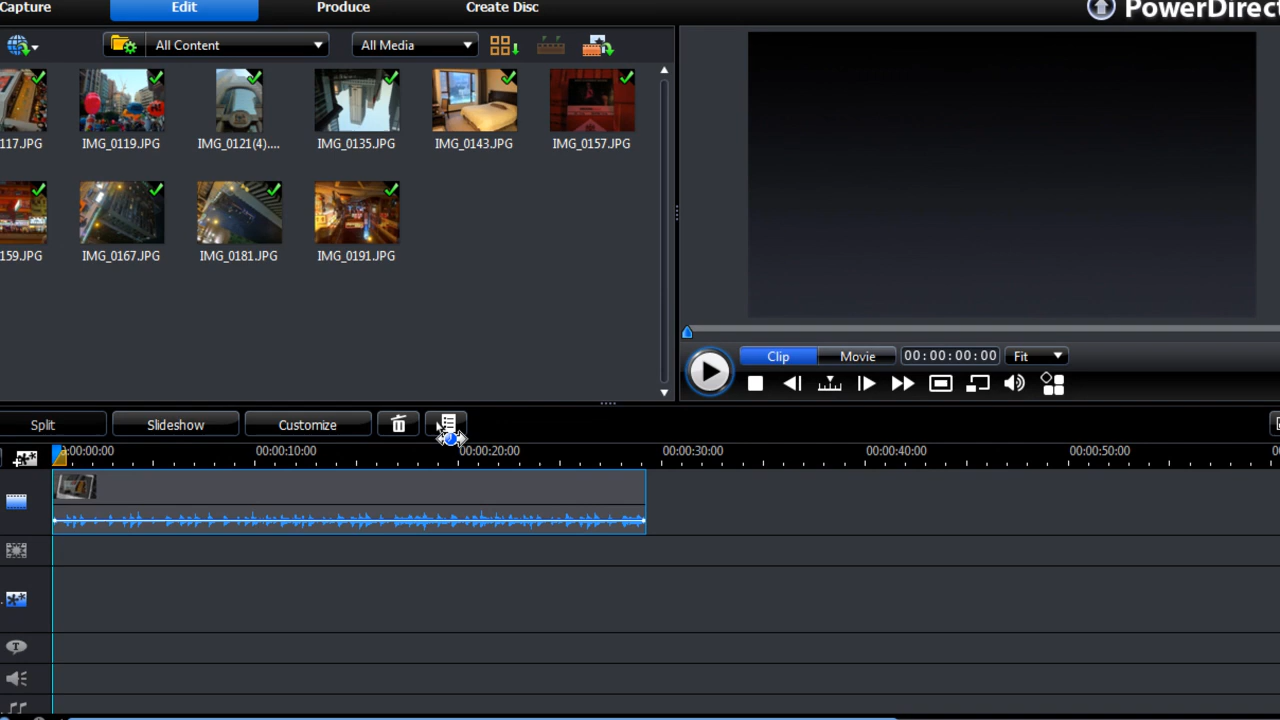 Capture Edit Produce Create Disc PowerDirect
All Content All Media
117.JPG IMG_0119.JPG IMG_0121(4).... IMG_0135.JPG IMG_0143.JPG IMG_0157.JPG
159.JPG IMG_0167.JPG IMG_0181.JPG IMG_0191.JPG
Clip Movie 00:00:00:00 Fit
Split Slideshow Customize
0:00:00:00 00:00:10:00 00:00:20:00 00:00:30:00 00:00:40:00 00:00:50:00
T